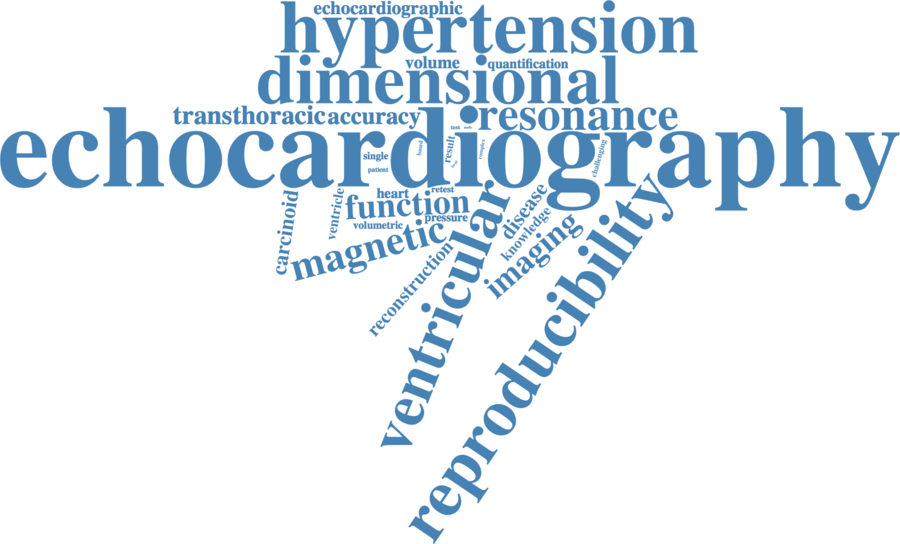 echocardiographic
hypertension
volume quantification
dimensional
transthoracic accuracy resonance
test
echocardiography
single
patient
result
complex
challenging
heart retest
function
pressure
volumetric
carcinoid
ventricle
magnetic
reconstruction
ventricular
disease
knowledge
imaging
reproducibility